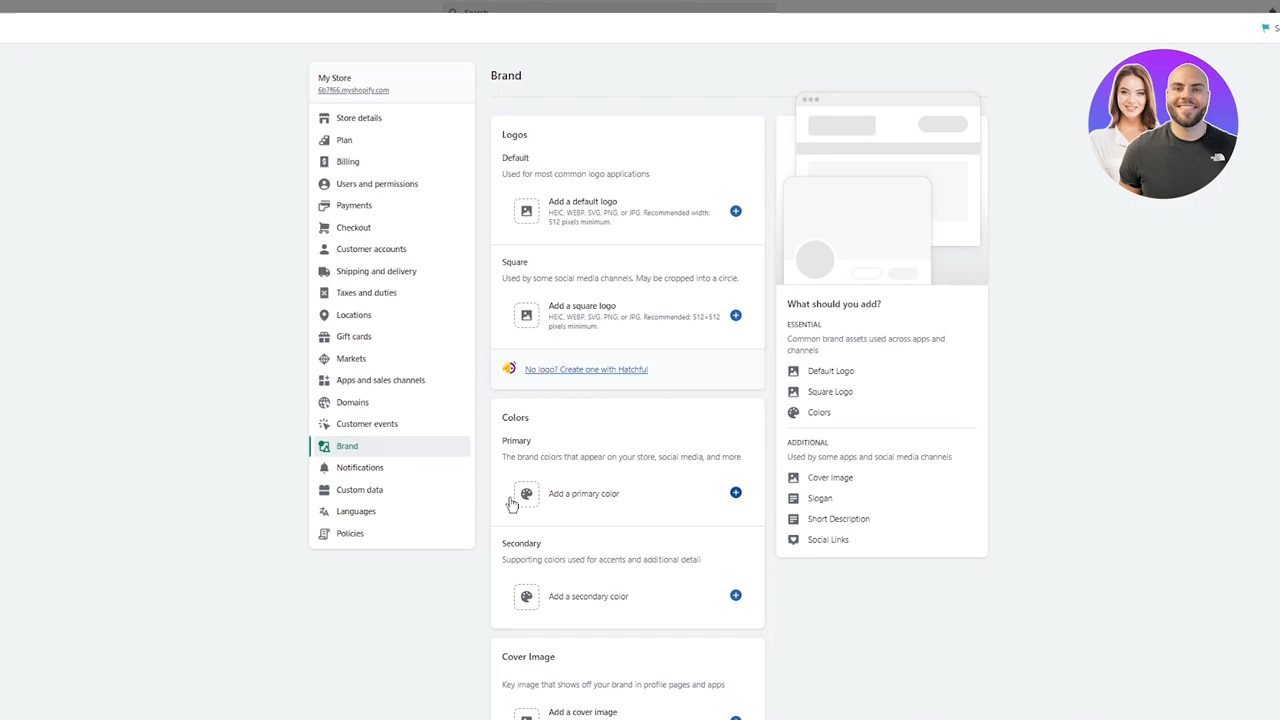 My Store
6b7f66.myshopify.com
Store details
Plan
Billing
Users and permissions
Payments
Checkout
Customer accounts
Shipping and delivery
Taxes and duties
Locations
Gift cards
Markets
Apps and sales channels
Domains
Customer events
Brand
Notifications
Custom data
Languages
Policies
Brand
Logos
Default
Used for most common logo applications
Add a default logo
HEIC, WEBP, SVG, PNG, or JPG. Recommended width:
512 pixels minimum.
Square
Used by some social media channels. May be cropped into a circle.
Add a square logo
HEIC, WEBP, SVG, PNG, or JPG. Recommended: 512×512
pixels minimum.
No logo? Create one with Hatchful
Colors
Primary
The brand colors that appear on your store, social media, and more
Add a primary color
Secondary
Supporting colors used for accents and additional detail
Add a secondary color
Cover Image
Key image that shows off your brand in profile pages and apps
Add a cover image
What should you add?
ESSENTIAL
Common brand assets used across apps and
channels
Default Logo
Square Logo
Colors
ADDITIONAL
Used by some apps and social media channels
Cover Image
Slogan
Short Description
Social Links